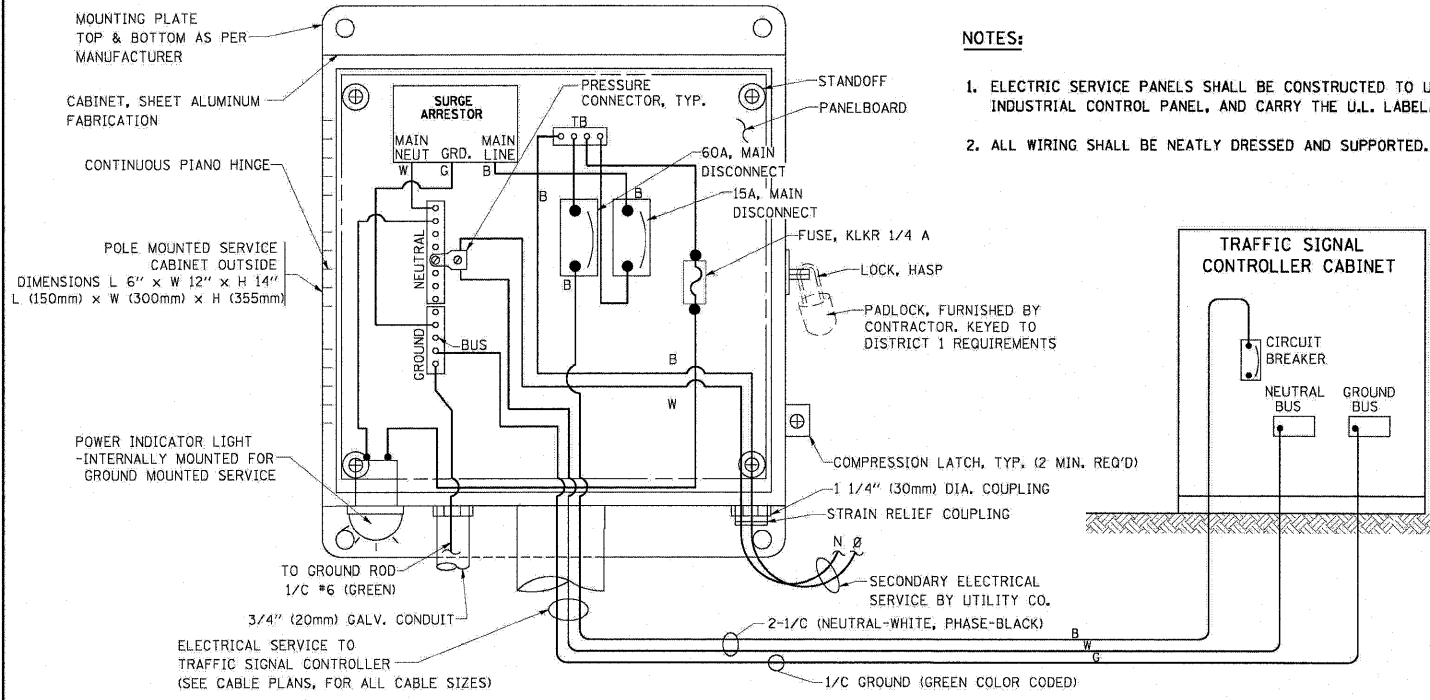 MOUNTING PLATE
TOP & BOTTOM AS PER
MANUFACTURER
CABINET, SHEET ALUMINUM
FABRICATION
CONTINUOUS PIANO HINGE
POLE MOUNTED SERVICE
CABINET OUTSIDE
DIMENSIONS L 6" x W 12" x H 14"
L (150mm) x W (300mm) x H (355mm)
POWER INDICATOR LIGHT
-INTERNALLY MOUNTED FOR
GROUND MOUNTED SERVICE
TO GROUND ROD
1/C #6 (GREEN)
3/4" (20mm) GALV. CONDUIT
ELECTRICAL SERVICE TO
TRAFFIC SIGNAL CONTROLLER
(SEE CABLE PLANS, FOR ALL CABLE SIZES)
SURGE
ARRESTOR
MAIN
NEUT
GRD.
MAIN
LINE
W
G
B
PRESSURE
CONNECTOR, TYP.
TB
60A, MAIN
DISCONNECT
15A, MAIN
DISCONNECT
B
B
B
FUSE, KLKR 1/4 A
NEUTRAL
GROUND
BUS
B
W
STANDOFF
PANELBOARD
LOCK, HASP
PADLOCK, FURNISHED BY
CONTRACTOR. KEYED TO
DISTRICT 1 REQUIREMENTS
COMPRESSION LATCH, TYP. (2 MIN. REQ'D)
1 1/4" (30mm) DIA. COUPLING
STRAIN RELIEF COUPLING
N Ø
SECONDARY ELECTRICAL
SERVICE BY UTILITY CO.
2-1/C (NEUTRAL-WHITE, PHASE-BLACK)
1/C GROUND (GREEN COLOR CODED)
B
W
G
NOTES:
1. ELECTRIC SERVICE PANELS SHALL BE CONSTRUCTED TO U
INDUSTRIAL CONTROL PANEL, AND CARRY THE U.L. LABEL.
2. ALL WIRING SHALL BE NEATLY DRESSED AND SUPPORTED.
TRAFFIC SIGNAL
CONTROLLER CABINET
CIRCUIT
BREAKER
NEUTRAL
BUS
GROUND
BUS